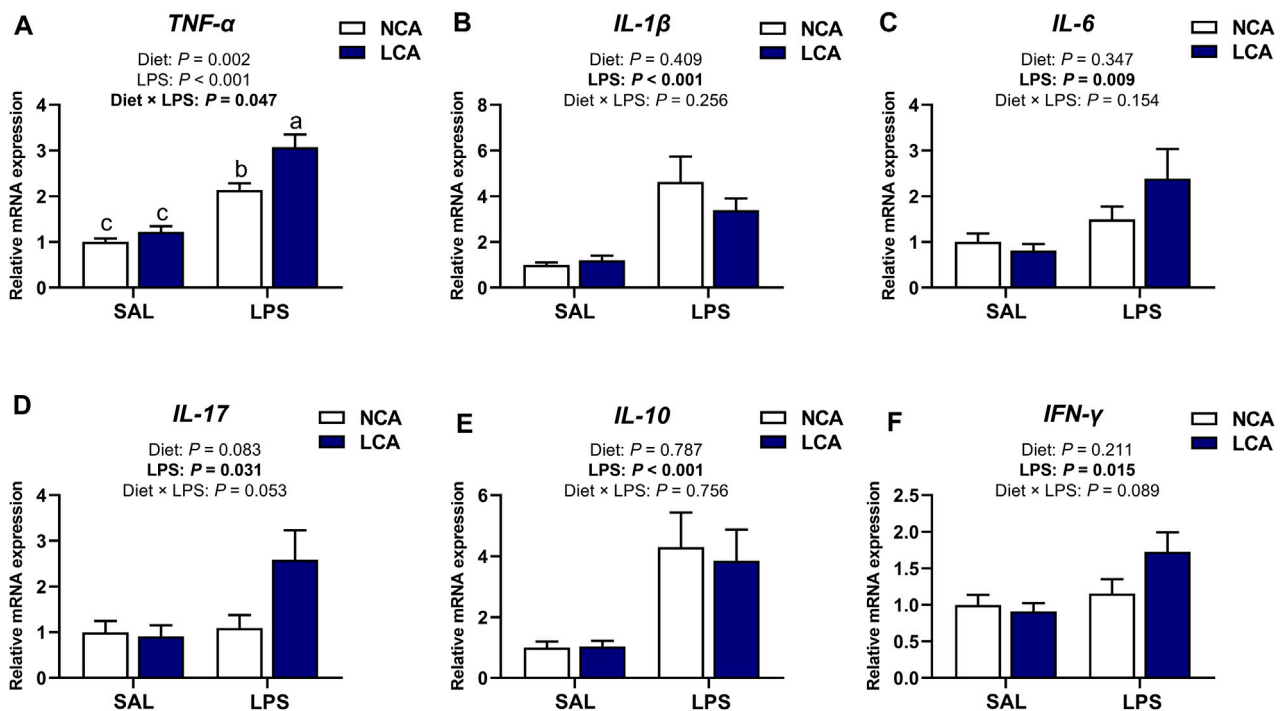 A
TNF-α
NCA
LCA
Diet: P = 0.002
LPS: P < 0.001
Diet × LPS: P = 0.047
Relative mRNA expression
4
3
2
1
0
c
c
b
a
SAL
LPS
B
IL-1β
NCA
LCA
Diet: P = 0.409
LPS: P < 0.001
Diet × LPS: P = 0.256
Relative mRNA expression
8
6
4
2
0
SAL
LPS
C
IL-6
NCA
LCA
Diet: P = 0.347
LPS: P = 0.009
Diet × LPS: P = 0.154
Relative mRNA expression
4
3
2
1
0
SAL
LPS
D
IL-17
NCA
LCA
Diet: P = 0.083
LPS: P = 0.031
Diet × LPS: P = 0.053
Relative mRNA expression
4
3
2
1
0
SAL
LPS
E
IL-10
NCA
LCA
Diet: P = 0.787
LPS: P < 0.001
Diet × LPS: P = 0.756
Relative mRNA expression
6
4
2
0
SAL
LPS
F
IFN-γ
NCA
LCA
Diet: P = 0.211
LPS: P = 0.015
Diet × LPS: P = 0.089
Relative mRNA expression
2.5
2.0
1.5
1.0
0.5
0.0
SAL
LPS